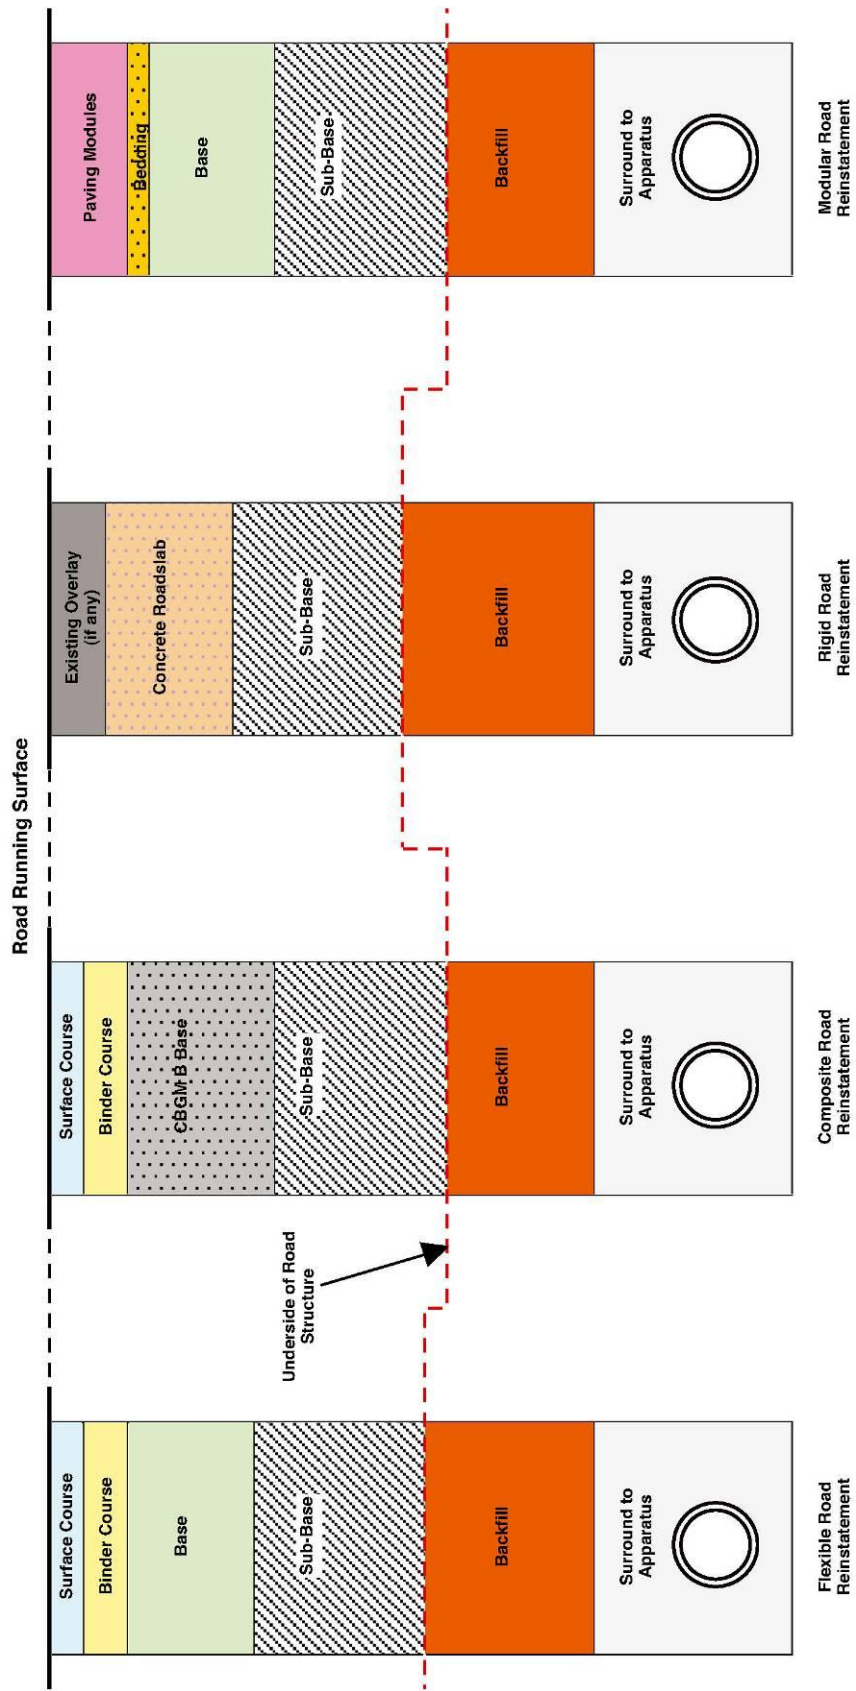 Road Running Surface
Surface Course
Binder Course
Base
Sub-Base
Backfill
Surround to
Apparatus
Flexible Road
Reinstatement
Underside of Road
Structure
Surface Course
Binder Course
CBGM B Base
Sub-Base
Backfill
Surround to
Apparatus
Composite Road
Reinstatement
Existing Overlay
(if any)
Concrete Roadslab
Sub-Base
Backfill
Surround to
Apparatus
Rigid Road
Reinstatement
Paving Modules
Bedding
Base
Sub-Base
Backfill
Surround to
Apparatus
Modular Road
Reinstatement